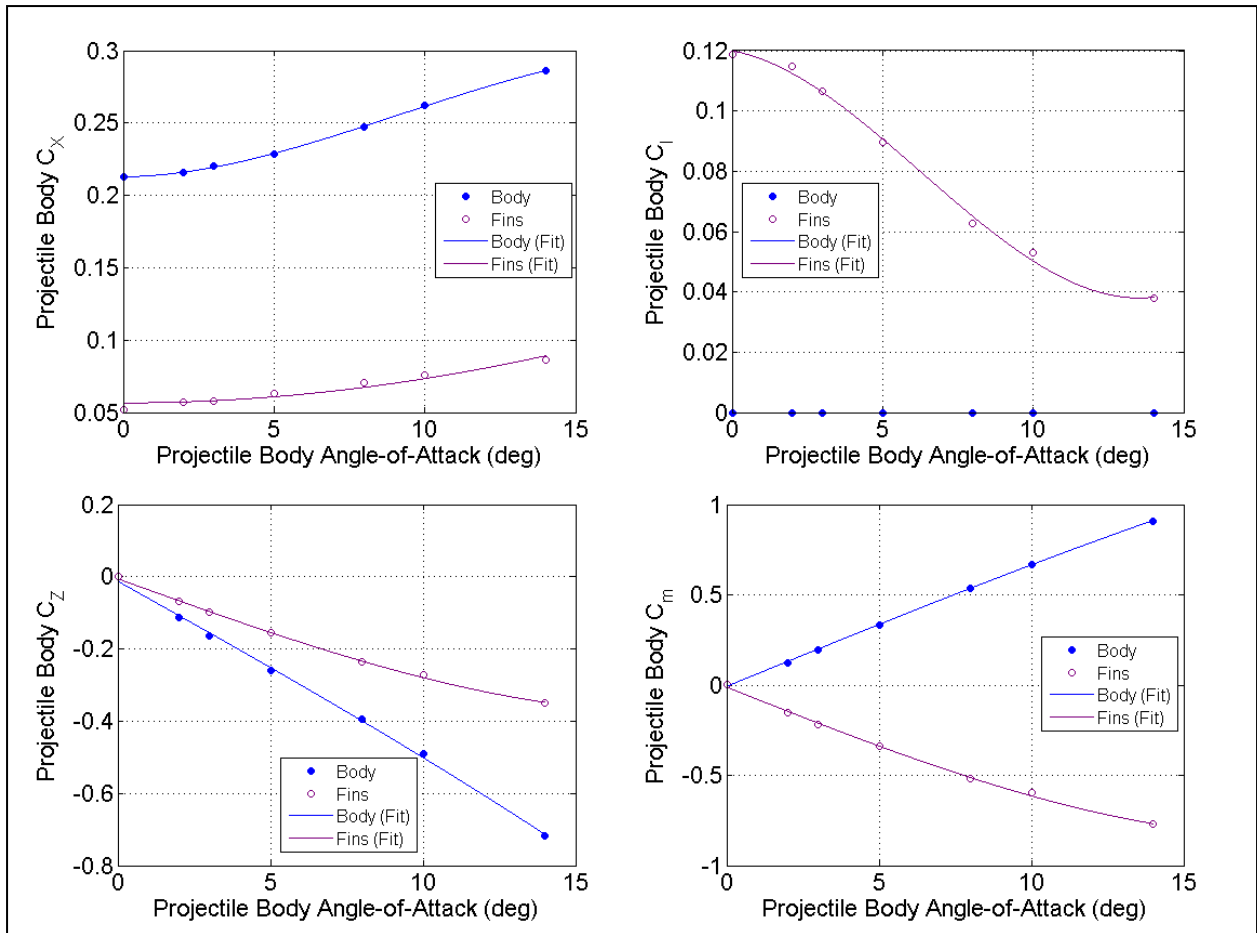 0.3
0.25
0.2
0.15
0.1
0.05
0
5
10
15
Projectile Body C_X
Projectile Body Angle-of-Attack (deg)
Body
Fins
Body (Fit)
Fins (Fit)
0.12
0.1
0.08
0.06
0.04
0.02
0
0
5
10
15
Projectile Body C_l
Projectile Body Angle-of-Attack (deg)
Body
Fins
Body (Fit)
Fins (Fit)
0.2
0
-0.2
-0.4
-0.6
-0.8
0
5
10
15
Projectile Body C_Z
Projectile Body Angle-of-Attack (deg)
Body
Fins
Body (Fit)
Fins (Fit)
1
0.5
0
-0.5
-1
0
5
10
15
Projectile Body C_m
Projectile Body Angle-of-Attack (deg)
Body
Fins
Body (Fit)
Fins (Fit)